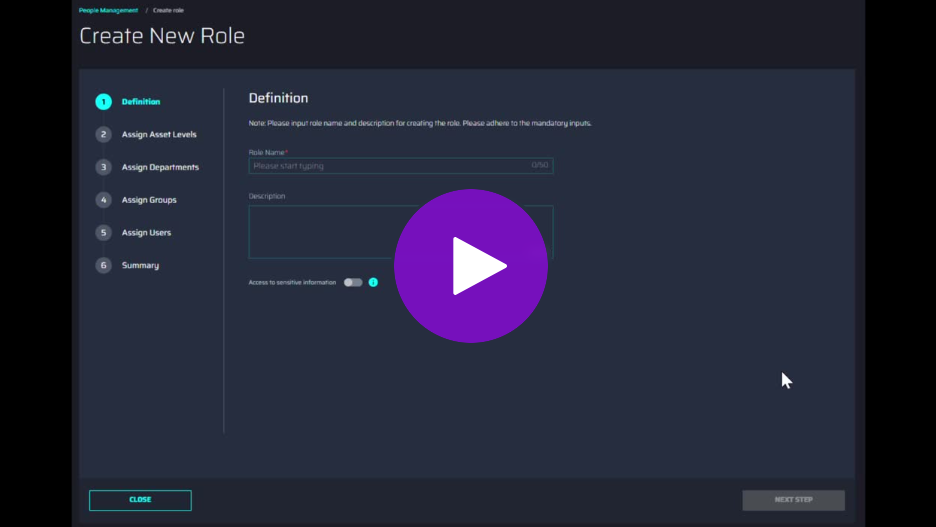 People Management / Create role
Create New Role
1 Definition
2 Assign Asset Levels
3 Assign Departments
4 Assign Groups
5 Assign Users
6 Summary
Definition
Note: Please input role name and description for creating the role. Please adhere to the mandatory inputs.
Role Name*
Please start typing 0/60
Description
Access to sensitive information
CLOSE
NEXT STEP